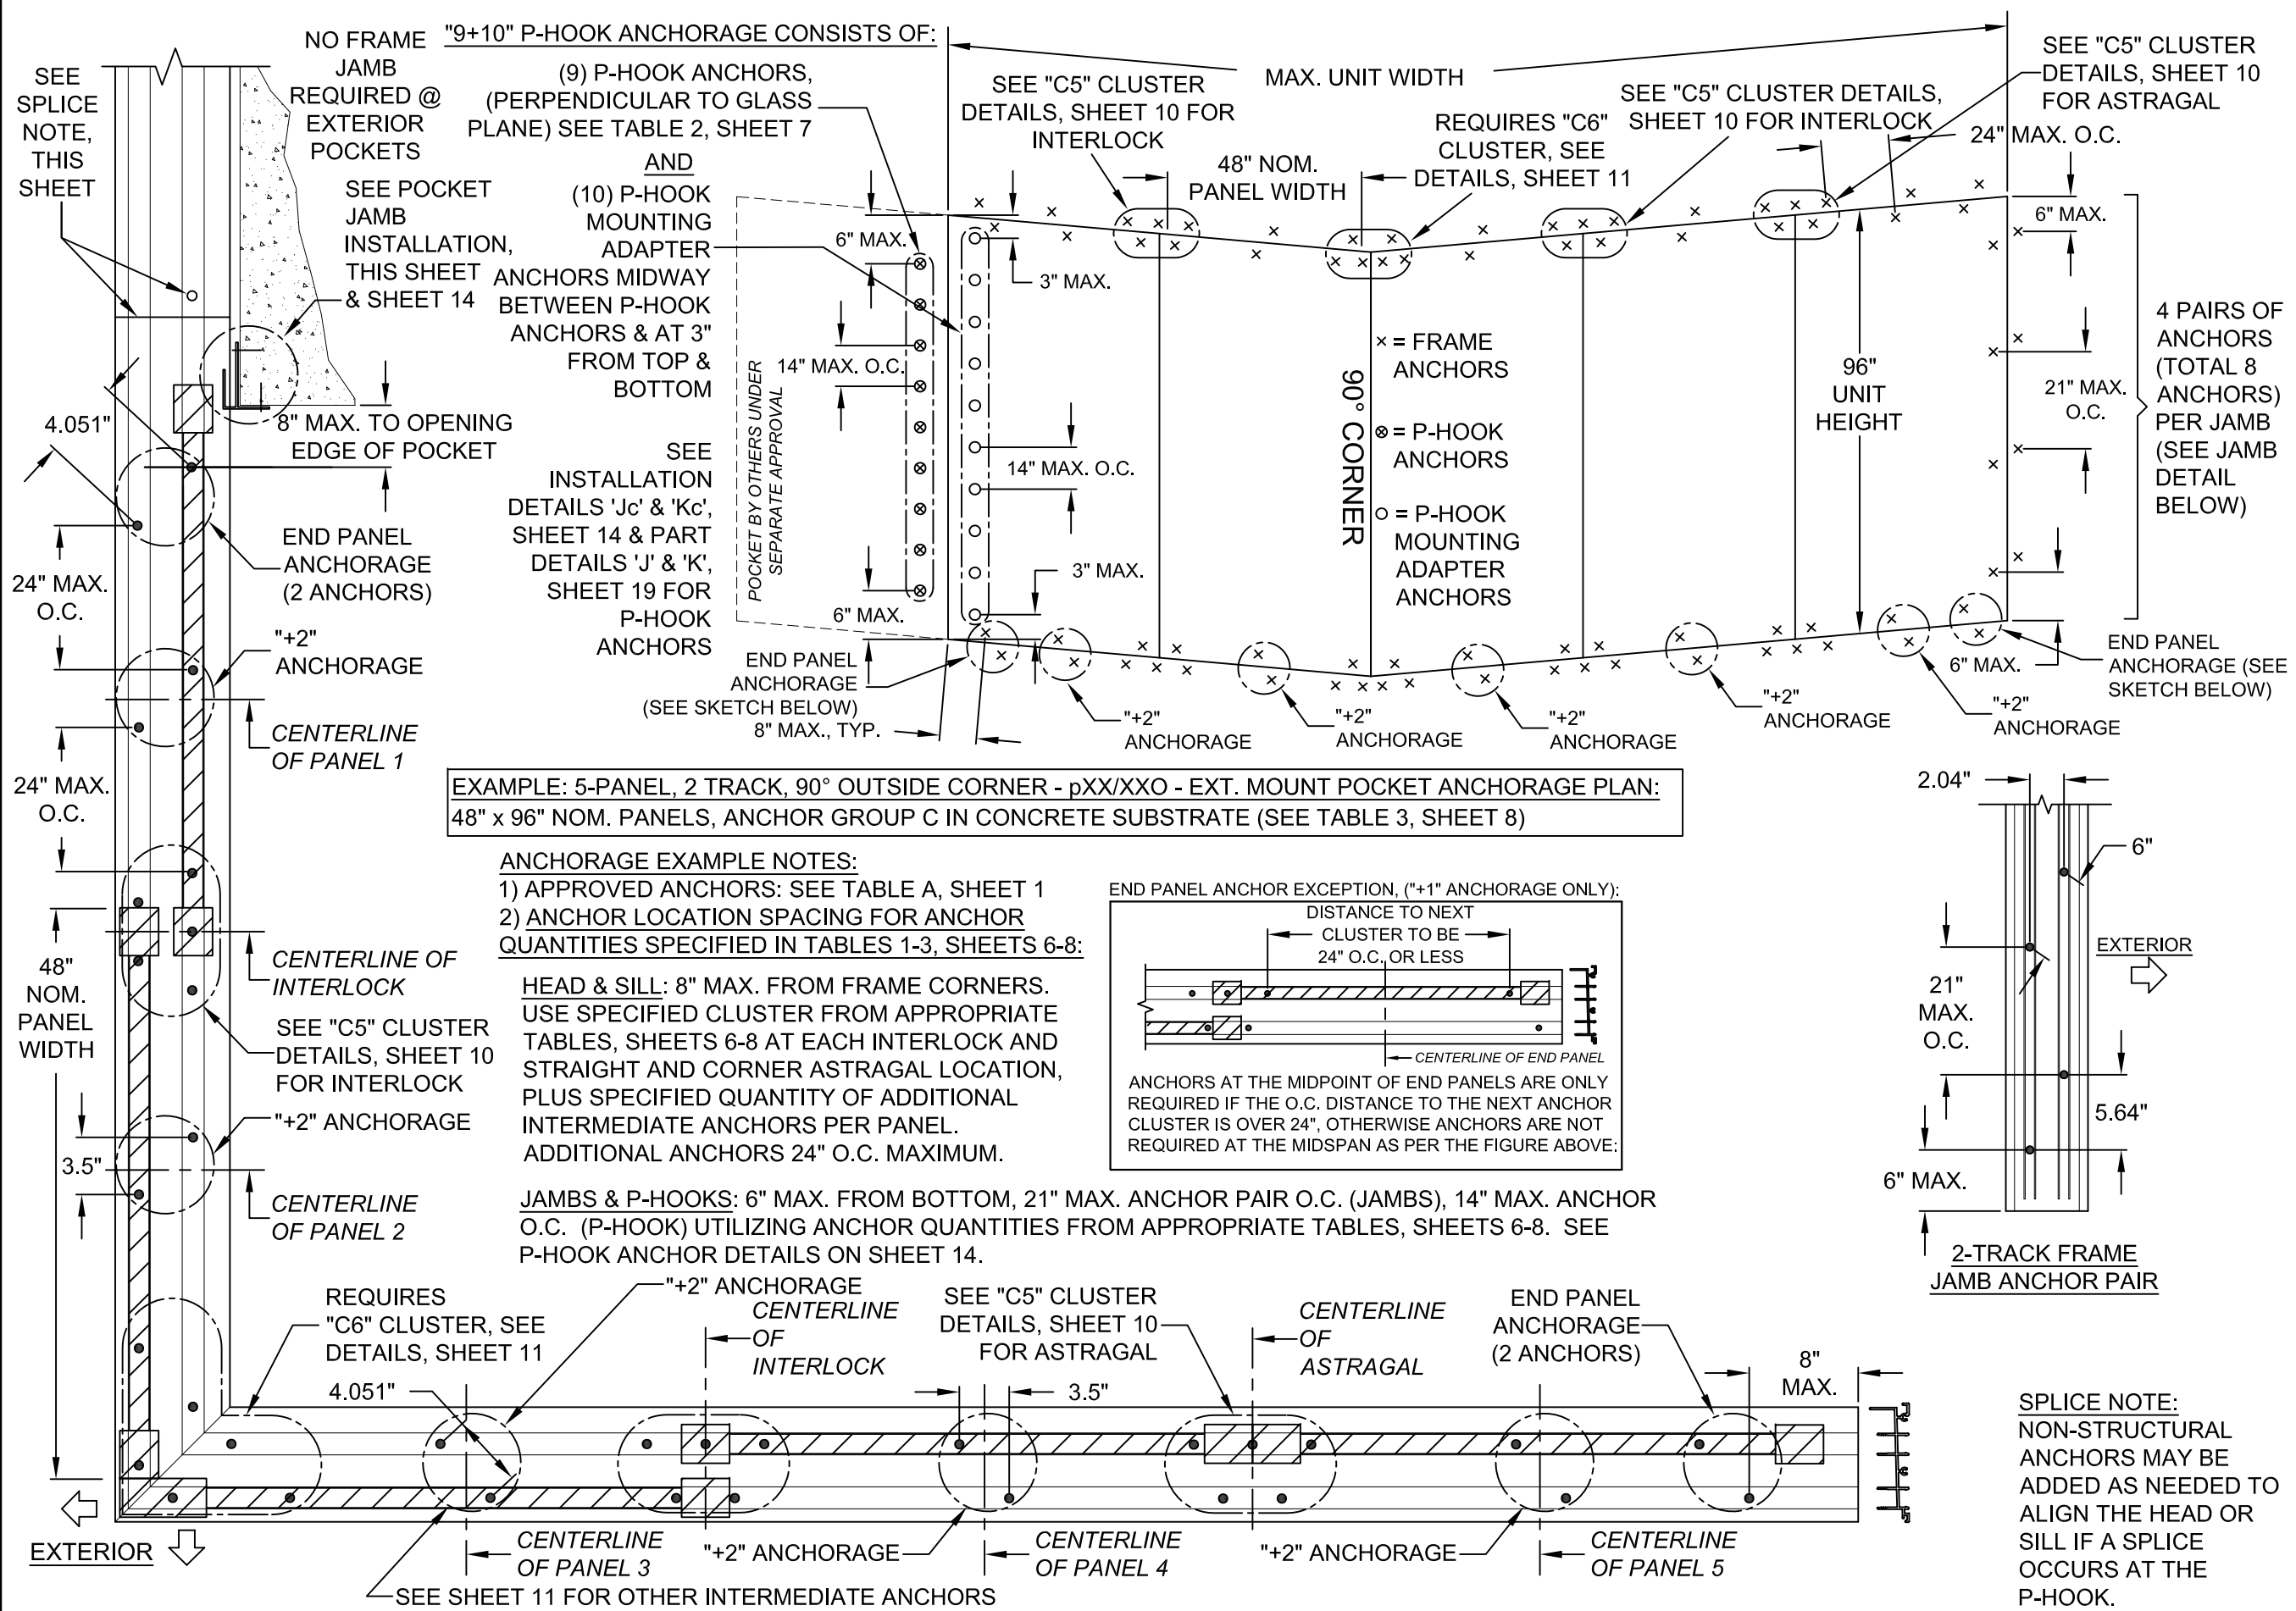 "9+10" P-HOOK ANCHORAGE CONSISTS OF:
(9) P-HOOK ANCHORS,
(PERPENDICULAR TO GLASS
PLANE) SEE TABLE 2, SHEET 7
AND
(10) P-HOOK
MOUNTING
ADAPTER
ANCHORS MIDWAY
BETWEEN P-HOOK
ANCHORS & AT 3"
FROM TOP &
BOTTOM
SEE
INSTALLATION
DETAILS 'Jc' & 'Kc',
SHEET 14 & PART
DETAILS 'J' & 'K',
SHEET 19 FOR
P-HOOK
ANCHORS
SEE
SPLICE
NOTE,
THIS
SHEET
NO FRAME
JAMB
REQUIRED @
EXTERIOR
POCKETS
SEE POCKET
JAMB
INSTALLATION,
THIS SHEET
& SHEET 14
8" MAX. TO OPENING
EDGE OF POCKET
4.051"
END PANEL
ANCHORAGE
(2 ANCHORS)
24" MAX.
O.C.
"+2"
ANCHORAGE
CENTERLINE
OF PANEL 1
24" MAX.
O.C.
CENTERLINE OF
INTERLOCK
48"
NOM.
PANEL
WIDTH
SEE "C5" CLUSTER
DETAILS, SHEET 10
FOR INTERLOCK
"+2" ANCHORAGE
3.5"
CENTERLINE
OF PANEL 2
MAX. UNIT WIDTH
SEE "C5" CLUSTER
DETAILS, SHEET 10 FOR
INTERLOCK
48" NOM.
PANEL WIDTH
REQUIRES "C6"
CLUSTER, SEE
DETAILS, SHEET 11
SEE "C5" CLUSTER DETAILS,
SHEET 10 FOR INTERLOCK
SEE "C5" CLUSTER
DETAILS, SHEET 10
FOR ASTRAGAL
24" MAX. O.C.
6" MAX.
3" MAX.
14" MAX. O.C.
14" MAX. O.C.
3" MAX.
6" MAX.
POCKET BY OTHERS UNDER
SEPARATE APPROVAL
90° CORNER
x = FRAME
ANCHORS
⊗ = P-HOOK
ANCHORS
○ = P-HOOK
MOUNTING
ADAPTER
ANCHORS
96"
UNIT
HEIGHT
6" MAX.
21" MAX.
O.C.
6" MAX.
4 PAIRS OF
ANCHORS
(TOTAL 8
ANCHORS)
PER JAMB
(SEE JAMB
DETAIL
BELOW)
END PANEL
ANCHORAGE (SEE
SKETCH BELOW)
END PANEL
ANCHORAGE
(SEE SKETCH BELOW)
8" MAX., TYP.
"+2"
ANCHORAGE
"+2"
ANCHORAGE
"+2"
ANCHORAGE
"+2"
ANCHORAGE
"+2"
ANCHORAGE
EXAMPLE: 5-PANEL, 2 TRACK, 90° OUTSIDE CORNER - pXX/XXO - EXT. MOUNT POCKET ANCHORAGE PLAN:
48" x 96" NOM. PANELS, ANCHOR GROUP C IN CONCRETE SUBSTRATE (SEE TABLE 3, SHEET 8)
ANCHORAGE EXAMPLE NOTES:
1) APPROVED ANCHORS: SEE TABLE A, SHEET 1
2) ANCHOR LOCATION SPACING FOR ANCHOR
QUANTITIES SPECIFIED IN TABLES 1-3, SHEETS 6-8:
HEAD & SILL: 8" MAX. FROM FRAME CORNERS.
USE SPECIFIED CLUSTER FROM APPROPRIATE
TABLES, SHEETS 6-8 AT EACH INTERLOCK AND
STRAIGHT AND CORNER ASTRAGAL LOCATION,
PLUS SPECIFIED QUANTITY OF ADDITIONAL
INTERMEDIATE ANCHORS PER PANEL.
ADDITIONAL ANCHORS 24" O.C. MAXIMUM.
JAMBS & P-HOOKS: 6" MAX. FROM BOTTOM, 21" MAX. ANCHOR PAIR O.C. (JAMBS), 14" MAX. ANCHOR
O.C. (P-HOOK) UTILIZING ANCHOR QUANTITIES FROM APPROPRIATE TABLES, SHEETS 6-8. SEE
P-HOOK ANCHOR DETAILS ON SHEET 14.
END PANEL ANCHOR EXCEPTION, ("+1" ANCHORAGE ONLY):
DISTANCE TO NEXT
CLUSTER TO BE
24" O.C. OR LESS
CENTERLINE OF END PANEL
ANCHORS AT THE MIDPOINT OF END PANELS ARE ONLY
REQUIRED IF THE O.C. DISTANCE TO THE NEXT ANCHOR
CLUSTER IS OVER 24", OTHERWISE ANCHORS ARE NOT
REQUIRED AT THE MIDSPAN AS PER THE FIGURE ABOVE:
2.04"
6"
EXTERIOR
21"
MAX.
O.C.
5.64"
6" MAX.
2-TRACK FRAME
JAMB ANCHOR PAIR
REQUIRES
"C6" CLUSTER, SEE
DETAILS, SHEET 11
4.051"
"+2" ANCHORAGE
CENTERLINE
OF
INTERLOCK
SEE "C5" CLUSTER
DETAILS, SHEET 10
FOR ASTRAGAL
3.5"
CENTERLINE
OF
ASTRAGAL
END PANEL
ANCHORAGE
(2 ANCHORS)
8"
MAX.
EXTERIOR
CENTERLINE
OF PANEL 3
"+2" ANCHORAGE
CENTERLINE
OF PANEL 4
"+2" ANCHORAGE
CENTERLINE
OF PANEL 5
SEE SHEET 11 FOR OTHER INTERMEDIATE ANCHORS
SPLICE NOTE:
NON-STRUCTURAL
ANCHORS MAY BE
ADDED AS NEEDED TO
ALIGN THE HEAD OR
SILL IF A SPLICE
OCCURS AT THE
P-HOOK.